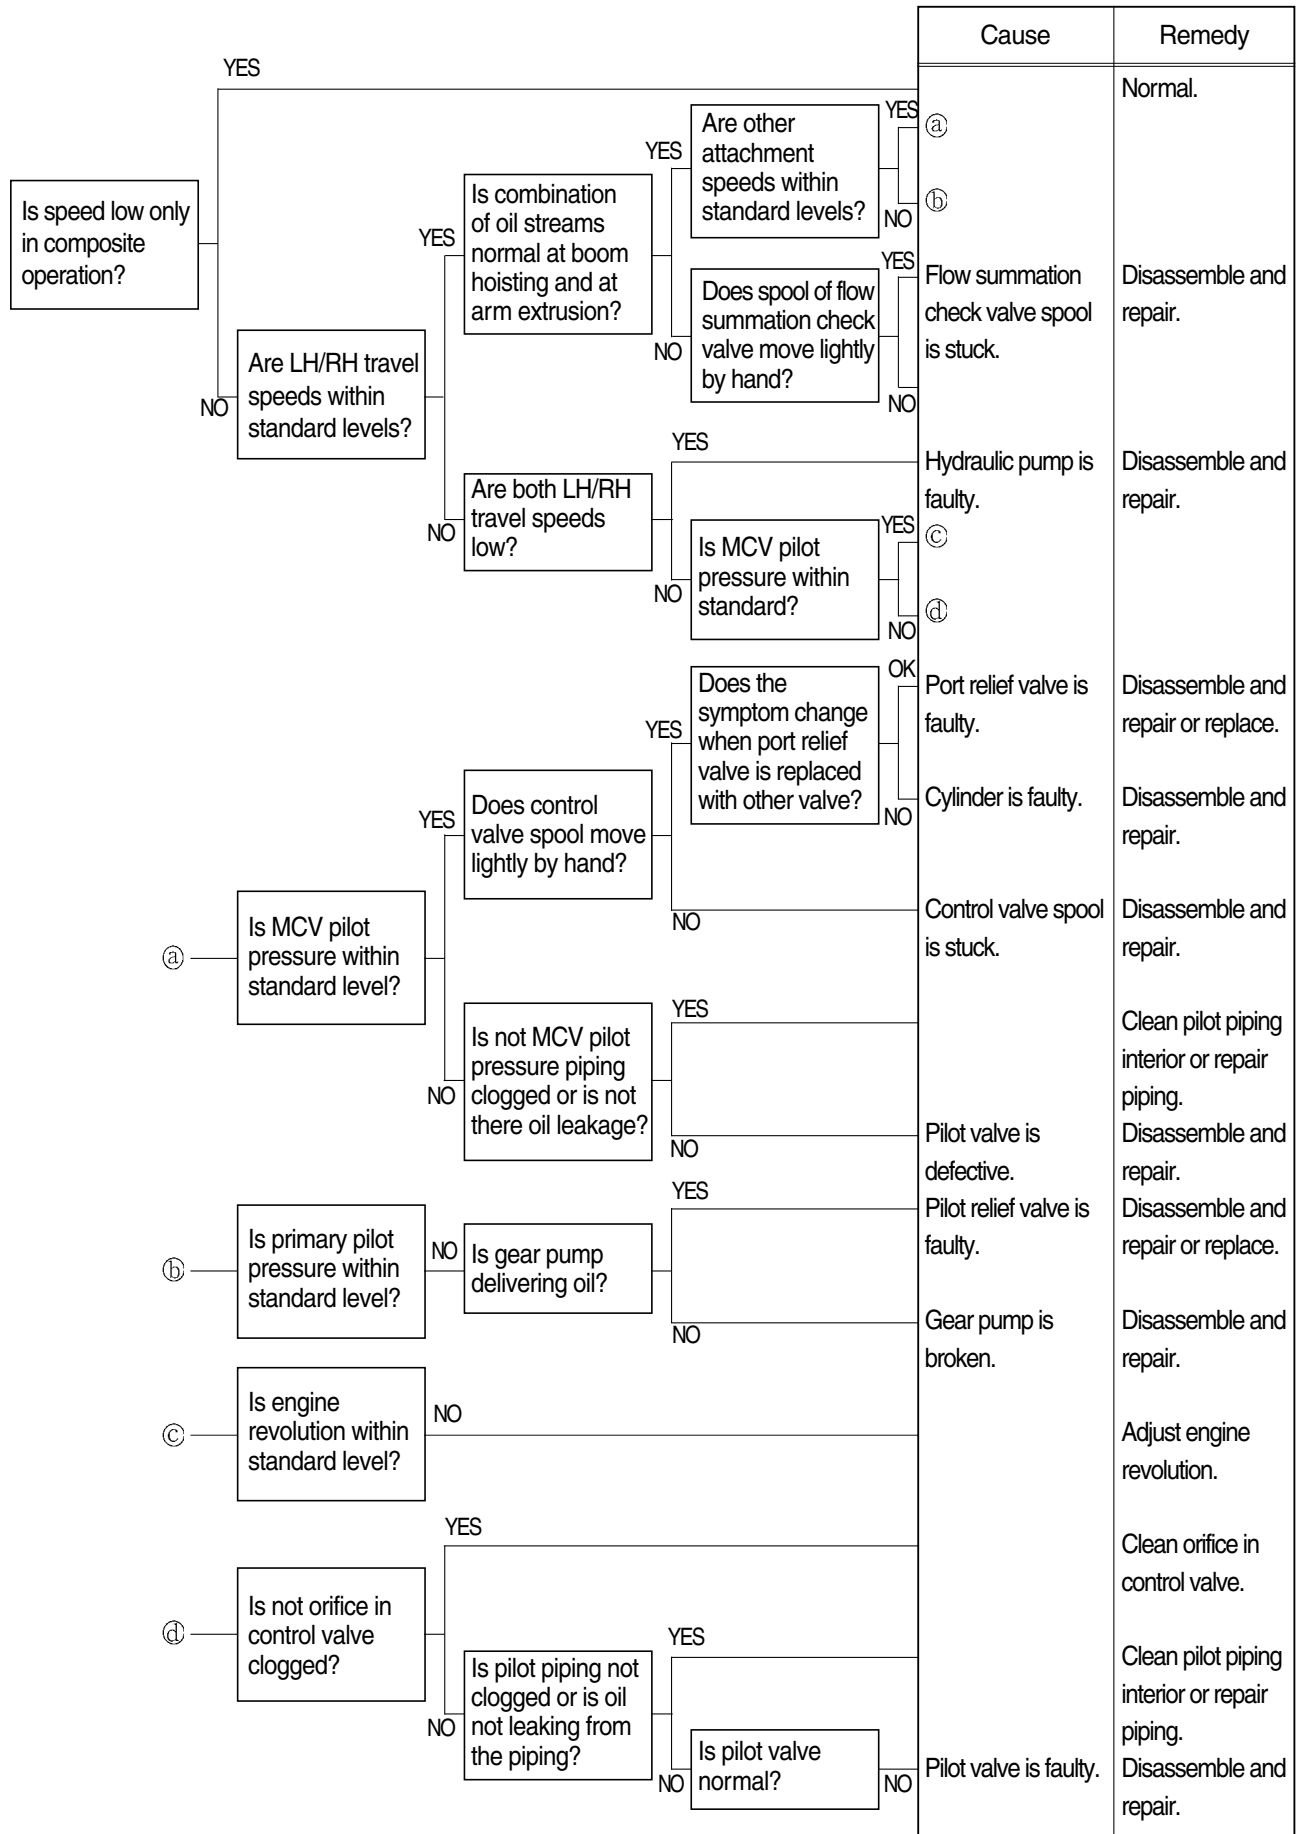 Cause
Remedy
YES
Normal.
Is speed low only
in composite
operation?
NO
Are LH/RH travel
speeds within
standard levels?
YES
Is combination
of oil streams
normal at boom
hoisting and at
arm extrusion?
YES
Are other
attachment
speeds within
standard levels?
YES
ⓐ
NO
ⓑ
NO
Does spool of flow
summation check
valve move lightly
by hand?
YES
NO
Flow summation
check valve spool
is stuck.
Disassemble and
repair.
NO
Are both LH/RH
travel speeds
low?
YES
Hydraulic pump is
faulty.
Disassemble and
repair.
NO
Is MCV pilot
pressure within
standard?
YES
ⓒ
NO
ⓓ
ⓐ
Is MCV pilot
pressure within
standard level?
YES
Does control
valve spool move
lightly by hand?
YES
Does the
symptom change
when port relief
valve is replaced
with other valve?
OK
Port relief valve is
faulty.
Disassemble and
repair or replace.
NO
Cylinder is faulty.
Disassemble and
repair.
NO
Control valve spool
is stuck.
Disassemble and
repair.
NO
Is not MCV pilot
pressure piping
clogged or is not
there oil leakage?
YES
Clean pilot piping
interior or repair
piping.
NO
Pilot valve is
defective.
Disassemble and
repair.
ⓑ
Is primary pilot
pressure within
standard level?
NO
Is gear pump
delivering oil?
YES
Pilot relief valve is
faulty.
Disassemble and
repair or replace.
NO
Gear pump is
broken.
Disassemble and
repair.
ⓒ
Is engine
revolution within
standard level?
NO
Adjust engine
revolution.
ⓓ
Is not orifice in
control valve
clogged?
YES
Clean orifice in
control valve.
NO
Is pilot piping not
clogged or is oil
not leaking from
the piping?
YES
Clean pilot piping
interior or repair
piping.
NO
Is pilot valve
normal?
NO
Pilot valve is faulty.
Disassemble and
repair.